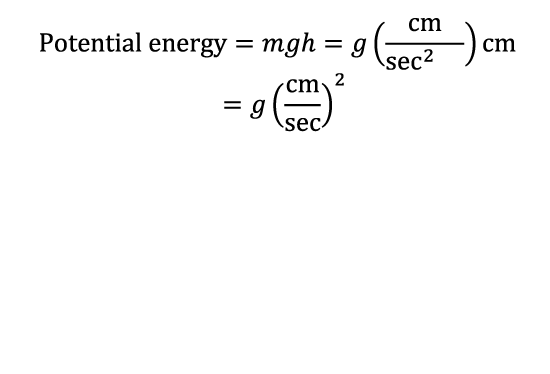 Potential energy = mgh = g (cm/sec²) cm
= g (cm/sec)²